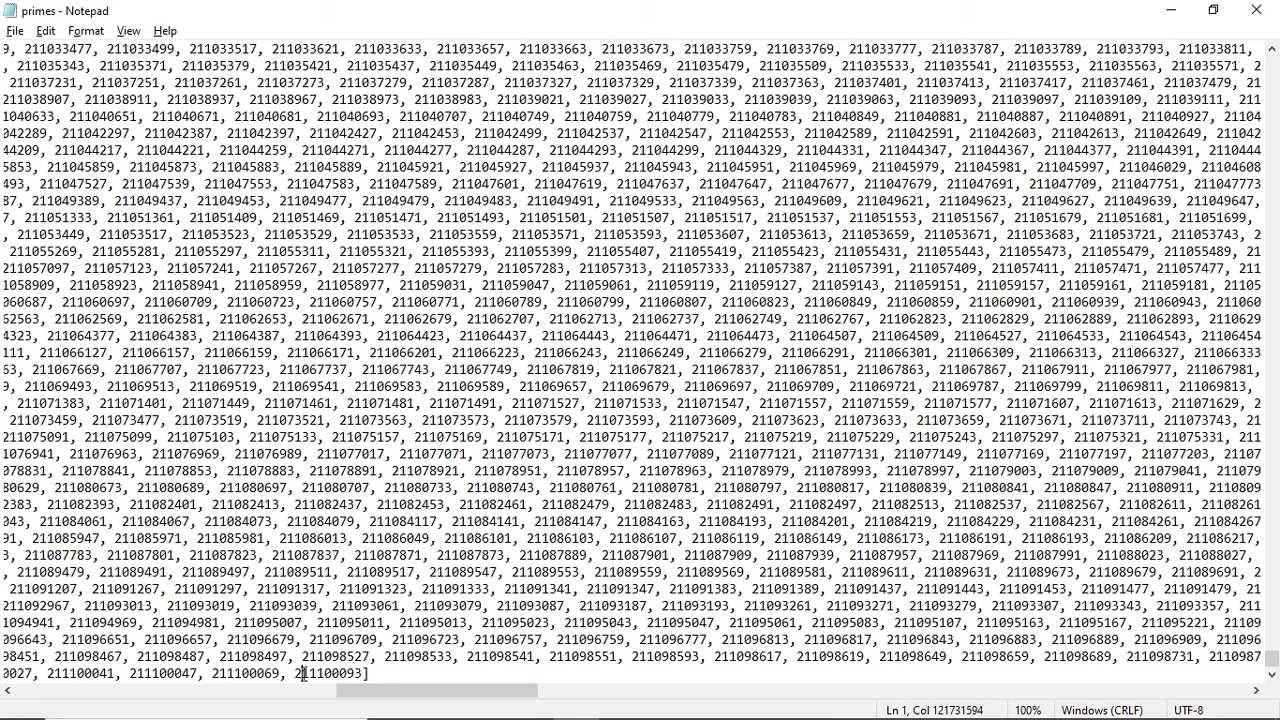 primes - Notepad
File Edit Format View Help
9, 211033477, 211033499, 211033517, 211033621, 211033633, 211033657, 211033663, 211033673, 211033759, 211033769, 211033777, 211033787, 211033789, 211033793, 211033811,
, 211035343, 211035371, 211035379, 211035421, 211035437, 211035449, 211035463, 211035469, 211035479, 211035509, 211035533, 211035541, 211035553, 211035563, 211035571, 2
211037231, 211037251, 211037261, 211037273, 211037279, 211037287, 211037327, 211037329, 211037339, 211037363, 211037401, 211037413, 211037417, 211037461, 211037479, 21
211038907, 211038911, 211038937, 211038967, 211038973, 211038983, 211039021, 211039027, 211039033, 211039039, 211039063, 211039093, 211039097, 211039109, 211039111, 211
211040633, 211040651, 211040671, 211040681, 211040693, 211040707, 211040749, 211040759, 211040779, 211040783, 211040849, 211040881, 211040887, 211040891, 211040927, 21104
042289, 211042297, 211042387, 211042397, 211042427, 211042453, 211042499, 211042537, 211042547, 211042553, 211042589, 211042591, 211042603, 211042613, 211042649, 211042
44209, 211044217, 211044221, 211044259, 211044271, 211044277, 211044287, 211044293, 211044299, 211044329, 211044331, 211044347, 211044367, 211044377, 211044391, 2110444
5853, 211045859, 211045873, 211045883, 211045889, 211045921, 211045927, 211045937, 211045943, 211045951, 211045969, 211045979, 211045981, 211045997, 211046029, 21104608
493, 211047527, 211047539, 211047553, 211047583, 211047589, 211047601, 211047619, 211047637, 211047647, 211047677, 211047679, 211047691, 211047709, 211047751, 211047773
87, 211049389, 211049437, 211049453, 211049477, 211049479, 211049483, 211049491, 211049533, 211049563, 211049609, 211049621, 211049623, 211049627, 211049639, 211049647,
7, 211051333, 211051361, 211051409, 211051469, 211051471, 211051493, 211051501, 211051507, 211051517, 211051537, 211051553, 211051567, 211051679, 211051681, 211051699,
, 211053449, 211053517, 211053523, 211053529, 211053533, 211053559, 211053571, 211053593, 211053607, 211053613, 211053659, 211053671, 211053683, 211053721, 211053743, 2
211055269, 211055281, 211055297, 211055311, 211055321, 211055393, 211055399, 211055407, 211055419, 211055423, 211055431, 211055443, 211055473, 211055479, 211055489, 21
211057097, 211057123, 211057241, 211057267, 211057277, 211057279, 211057283, 211057313, 211057333, 211057387, 211057391, 211057409, 211057411, 211057471, 211057477, 211
11058909, 211058923, 211058941, 211058959, 211058977, 211059031, 211059047, 211059061, 211059119, 211059127, 211059143, 211059151, 211059157, 211059161, 211059181, 21105
060687, 211060697, 211060709, 211060723, 211060757, 211060771, 211060789, 211060799, 211060807, 211060823, 211060849, 211060859, 211060901, 211060939, 211060943, 211060
62563, 211062569, 211062581, 211062653, 211062671, 211062679, 211062707, 211062713, 211062737, 211062749, 211062767, 211062823, 211062829, 211062889, 211062893, 2110629
4323, 211064377, 211064383, 211064387, 211064393, 211064423, 211064437, 211064443, 211064471, 211064473, 211064507, 211064509, 211064527, 211064533, 211064543, 21106454
111, 211066127, 211066157, 211066159, 211066171, 211066201, 211066223, 211066243, 211066249, 211066279, 211066291, 211066301, 211066309, 211066313, 211066327, 211066333
63, 211067669, 211067707, 211067723, 211067737, 211067743, 211067749, 211067819, 211067821, 211067837, 211067851, 211067863, 211067867, 211067911, 211067977, 211067981,
9, 211069493, 211069513, 211069519, 211069541, 211069583, 211069589, 211069657, 211069679, 211069697, 211069709, 211069721, 211069787, 211069799, 211069811, 211069813,
, 211071383, 211071401, 211071449, 211071461, 211071481, 211071491, 211071527, 211071533, 211071547, 211071557, 211071559, 211071577, 211071607, 211071613, 211071629, 2
211073459, 211073477, 211073519, 211073521, 211073563, 211073573, 211073579, 211073593, 211073609, 211073623, 211073633, 211073659, 211073671, 211073711, 211073743, 21
211075091, 211075099, 211075103, 211075133, 211075157, 211075169, 211075171, 211075177, 211075217, 211075219, 211075229, 211075243, 211075297, 211075321, 211075331, 211
11076941, 211076963, 211076969, 211076989, 211077017, 211077071, 211077073, 211077077, 211077089, 211077121, 211077131, 211077149, 211077169, 211077197, 211077203, 21107
078831, 211078841, 211078853, 211078883, 211078891, 211078921, 211078951, 211078957, 211078963, 211078979, 211078993, 211078997, 211079003, 211079009, 211079041, 211079
80629, 211080673, 211080689, 211080697, 211080707, 211080733, 211080743, 211080761, 211080781, 211080797, 211080817, 211080839, 211080841, 211080847, 211080911, 2110809
2383, 211082393, 211082401, 211082413, 211082437, 211082453, 211082461, 211082479, 211082483, 211082491, 211082497, 211082513, 211082537, 211082567, 211082611, 21108261
043, 211084061, 211084067, 211084073, 211084079, 211084117, 211084141, 211084147, 211084163, 211084193, 211084201, 211084219, 211084229, 211084231, 211084261, 211084267
91, 211085947, 211085971, 211085981, 211086013, 211086049, 211086101, 211086103, 211086107, 211086119, 211086149, 211086173, 211086191, 211086193, 211086209, 211086217,
3, 211087783, 211087801, 211087823, 211087837, 211087871, 211087873, 211087889, 211087901, 211087909, 211087939, 211087957, 211087969, 211087991, 211088023, 211088027,
, 211089479, 211089491, 211089497, 211089511, 211089517, 211089547, 211089553, 211089559, 211089569, 211089581, 211089611, 211089631, 211089673, 211089679, 211089691, 2
211091207, 211091267, 211091297, 211091317, 211091323, 211091333, 211091341, 211091347, 211091383, 211091389, 211091437, 211091443, 211091453, 211091477, 211091479, 21
211092967, 211093013, 211093019, 211093039, 211093061, 211093079, 211093087, 211093187, 211093193, 211093261, 211093271, 211093279, 211093307, 211093343, 211093357, 211
11094941, 211094969, 211094981, 211095007, 211095011, 211095013, 211095023, 211095043, 211095047, 211095061, 211095083, 211095107, 211095163, 211095167, 211095221, 21109
096643, 211096651, 211096657, 211096679, 211096709, 211096723, 211096757, 211096759, 211096777, 211096813, 211096817, 211096843, 211096883, 211096889, 211096909, 211096
98451, 211098467, 211098487, 211098497, 211098527, 211098533, 211098541, 211098551, 211098593, 211098617, 211098619, 211098649, 211098659, 211098689, 211098731, 2110987
0027, 211100041, 211100047, 211100069, 211100093]
Ln 1, Col 121731594 100% Windows (CRLF) UTF-8